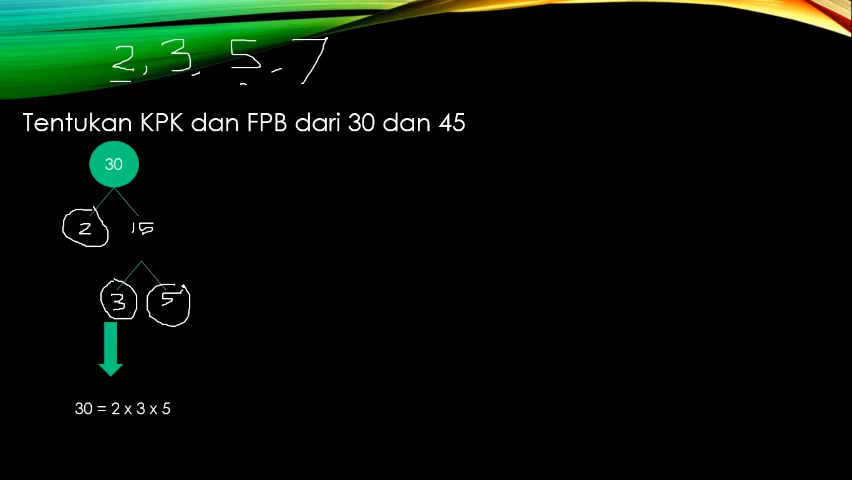 2, 3, 5, 7
Tentukan KPK dan FPB dari 30 dan 45
30
2 15
3 5
30 = 2 x 3 x 5